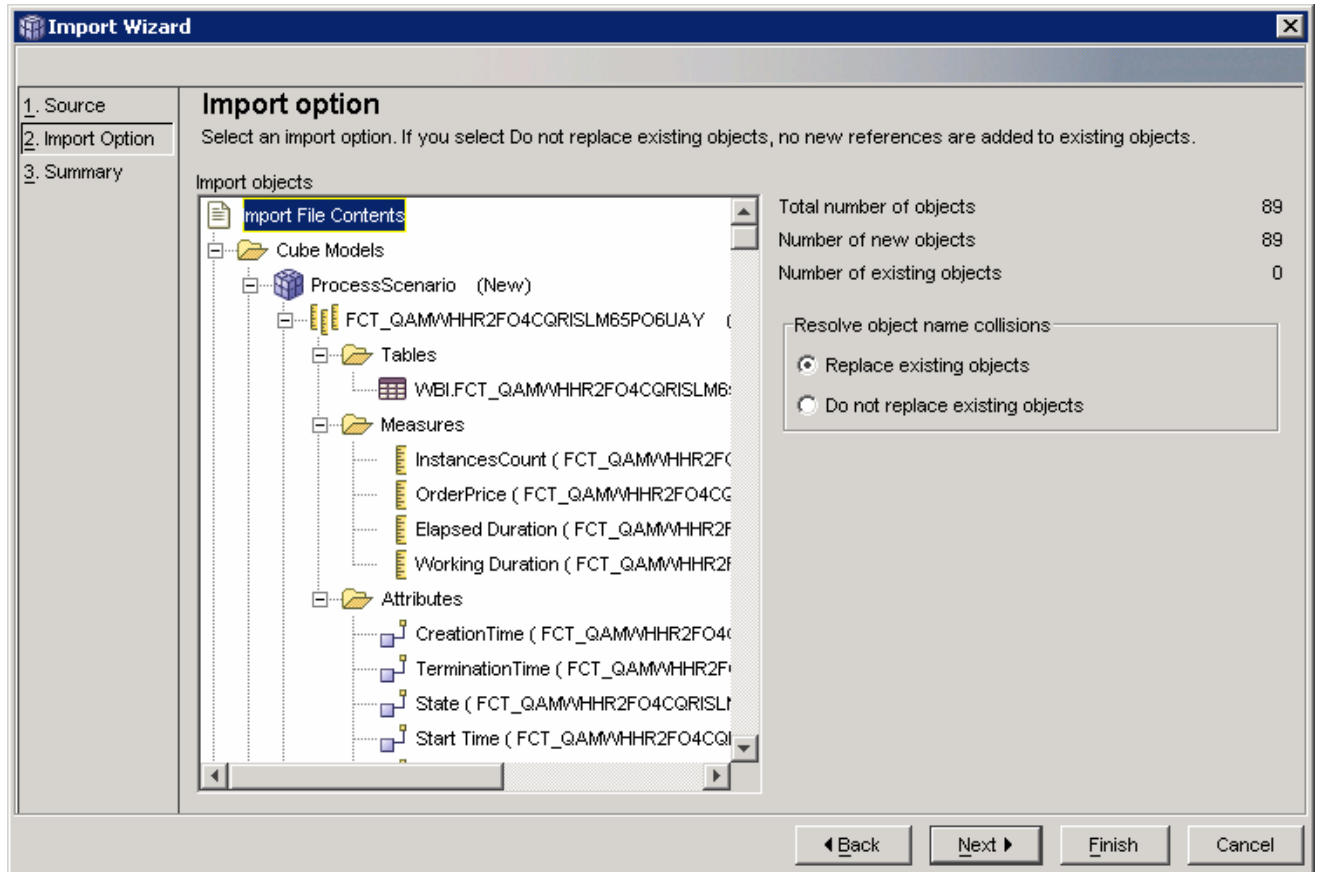 Import Wizard
1. Source
2. Import Option
3. Summary
Import option
Select an import option. If you select Do not replace existing objects, no new references are added to existing objects.
Import objects
Import File Contents
Cube Models
ProcessScenario (New)
FCT_QAMWHHR2FO4CQRISLM65PO6UAY (
Tables
WBI.FCT_QAMWHHR2FO4CQRISLM6
Measures
InstancesCount ( FCT_QAMWHHR2FO
OrderPrice ( FCT_QAMWHHR2FO4CQ
Elapsed Duration ( FCT_QAMWHHR2F
Working Duration ( FCT_QAMWHHR2F
Attributes
CreationTime ( FCT_QAMWHHR2FO4
TerminationTime ( FCT_QAMWHHR2F
State ( FCT_QAMWHHR2FO4CQRISL
Start Time ( FCT_QAMWHHR2FO4CQ
Total number of objects 89
Number of new objects 89
Number of existing objects 0
Resolve object name collisions
Replace existing objects
Do not replace existing objects
Back
Next
Finish
Cancel